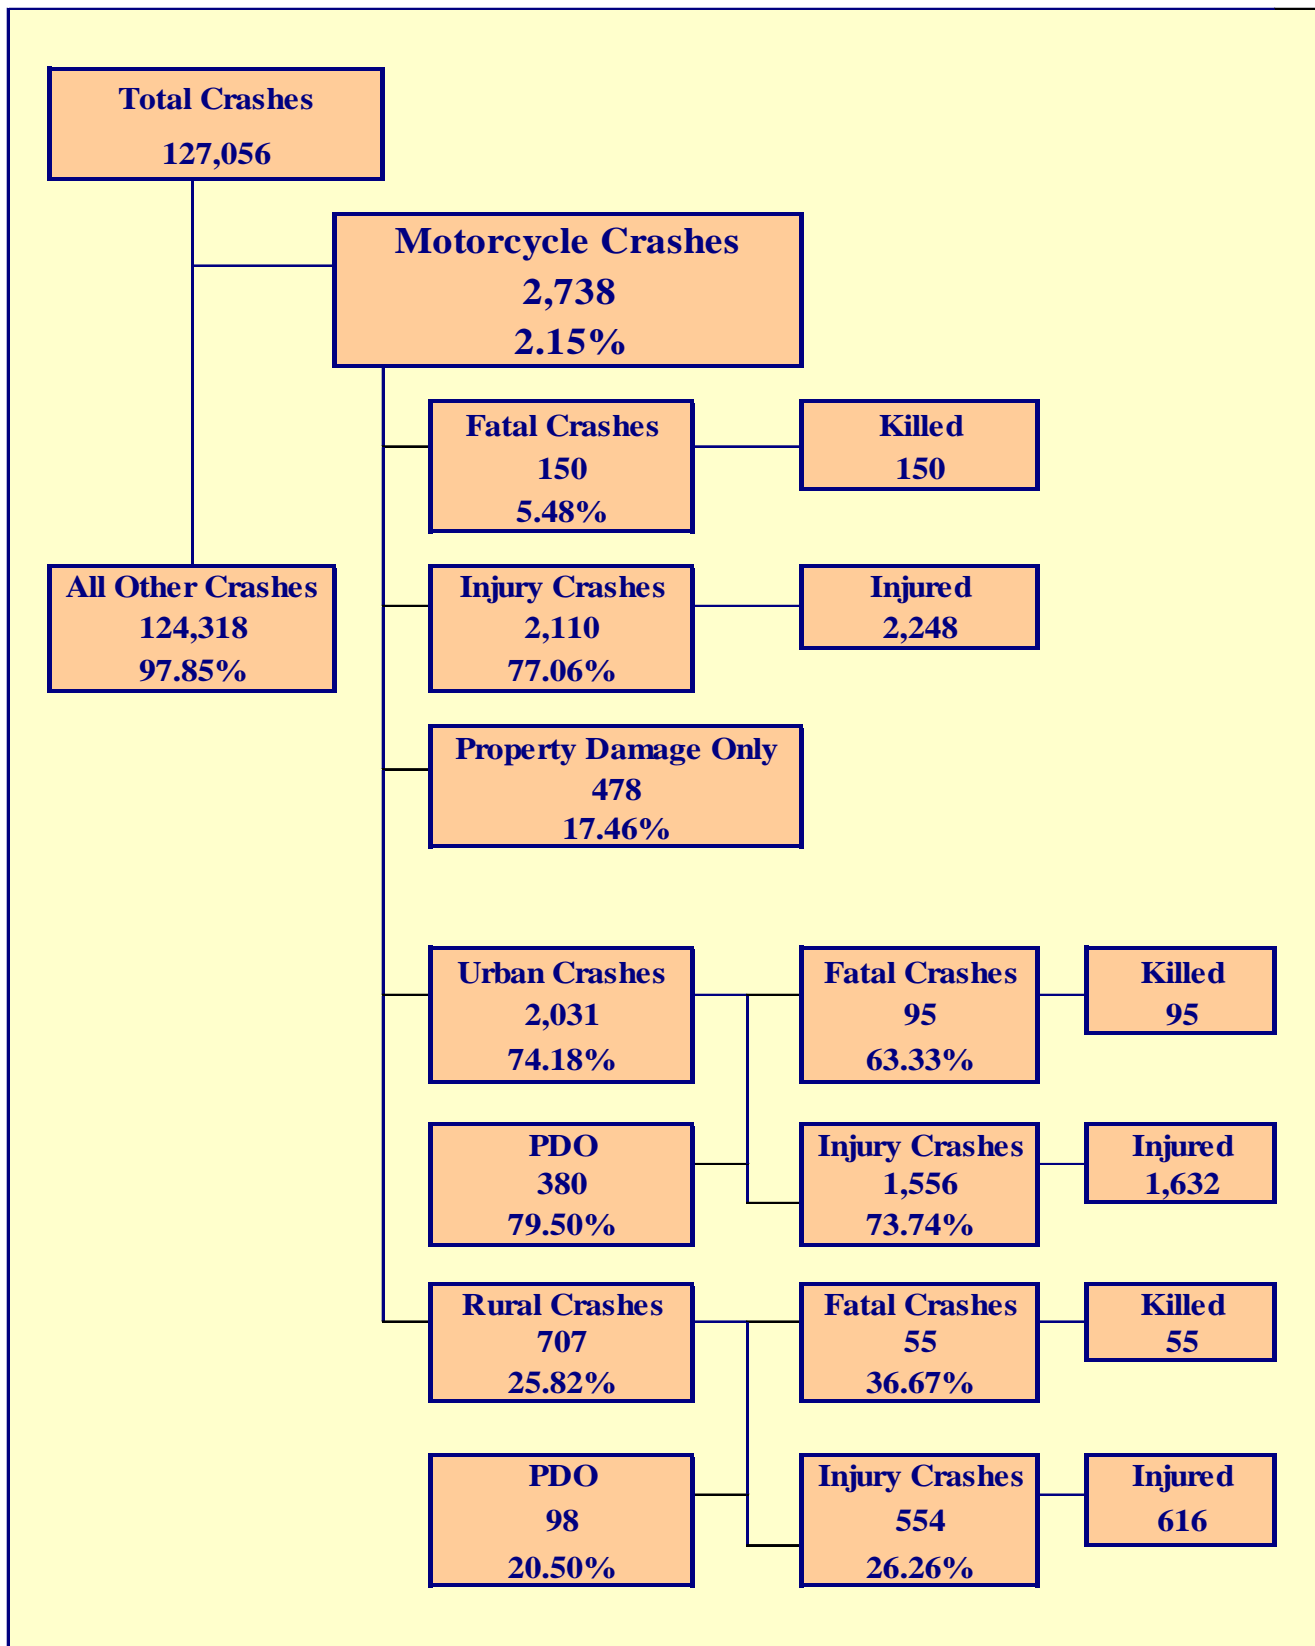 Total Crashes
127,056
Motorcycle Crashes
2,738
2.15%
Fatal Crashes
150
5.48%
Killed
150
All Other Crashes
124,318
97.85%
Injury Crashes
2,110
77.06%
Injured
2,248
Property Damage Only
478
17.46%
Urban Crashes
2,031
74.18%
Fatal Crashes
95
63.33%
Killed
95
PDO
380
79.50%
Injury Crashes
1,556
73.74%
Injured
1,632
Rural Crashes
707
25.82%
Fatal Crashes
55
36.67%
Killed
55
PDO
98
20.50%
Injury Crashes
554
26.26%
Injured
616